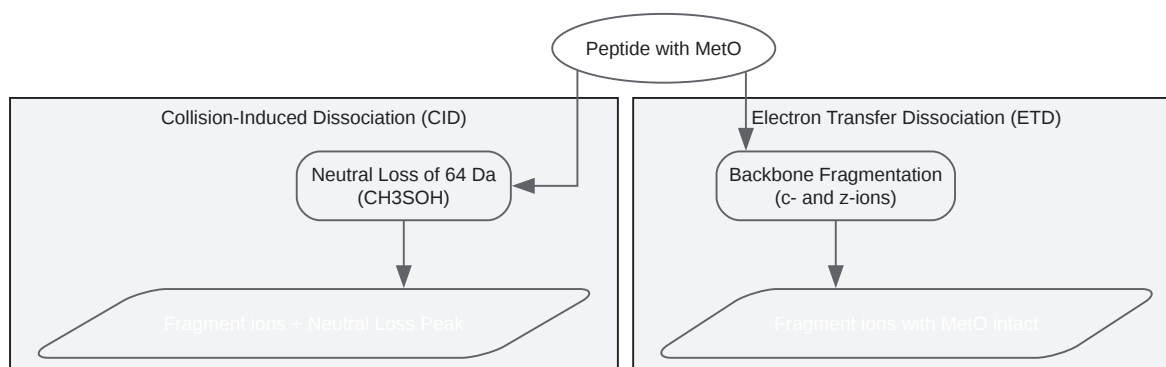 Peptide with MetO
Collision-Induced Dissociation (CID)
Electron Transfer Dissociation (ETD)
Neutral Loss of 64 Da
(CH3SOH)
Backbone Fragmentation
(c- and z-ions)
Fragment ions + Neutral Loss Peak
Fragment ions with MetO intact